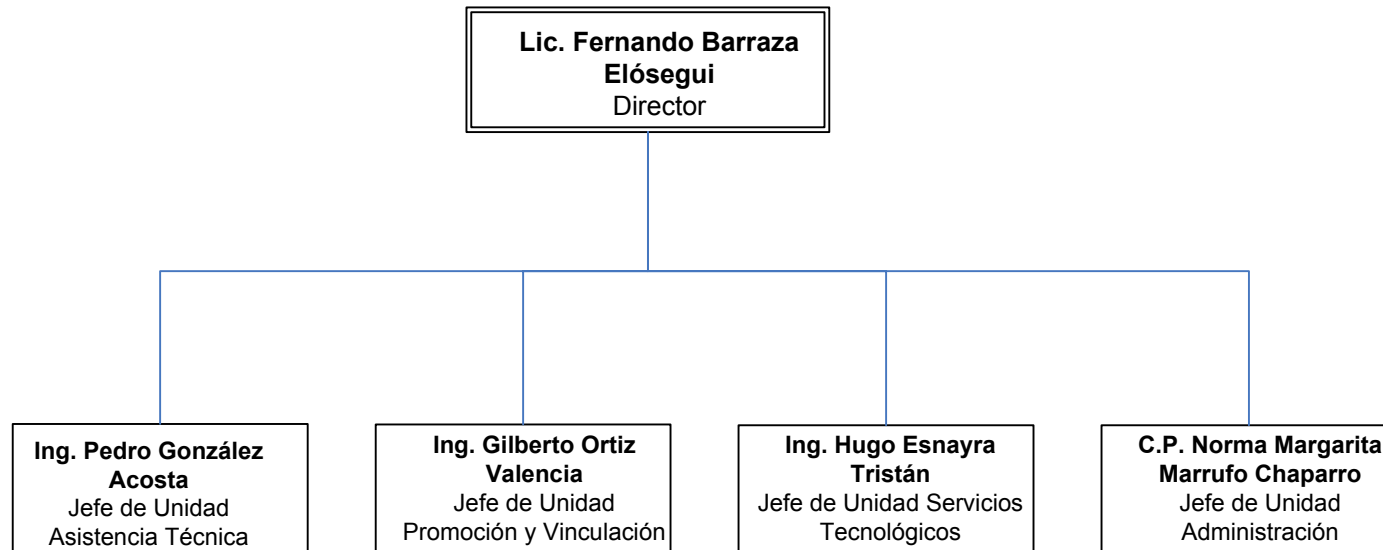 Lic. Fernando Barraza
Elósegui
Director
Ing. Pedro González
Acosta
Jefe de Unidad
Asistencia Técnica
Ing. Gilberto Ortiz
Valencia
Jefe de Unidad
Promoción y Vinculación
Ing. Hugo Esnayra
Tristán
Jefe de Unidad Servicios
Tecnológicos
C.P. Norma Margarita
Marrufo Chaparro
Jefe de Unidad
Administración